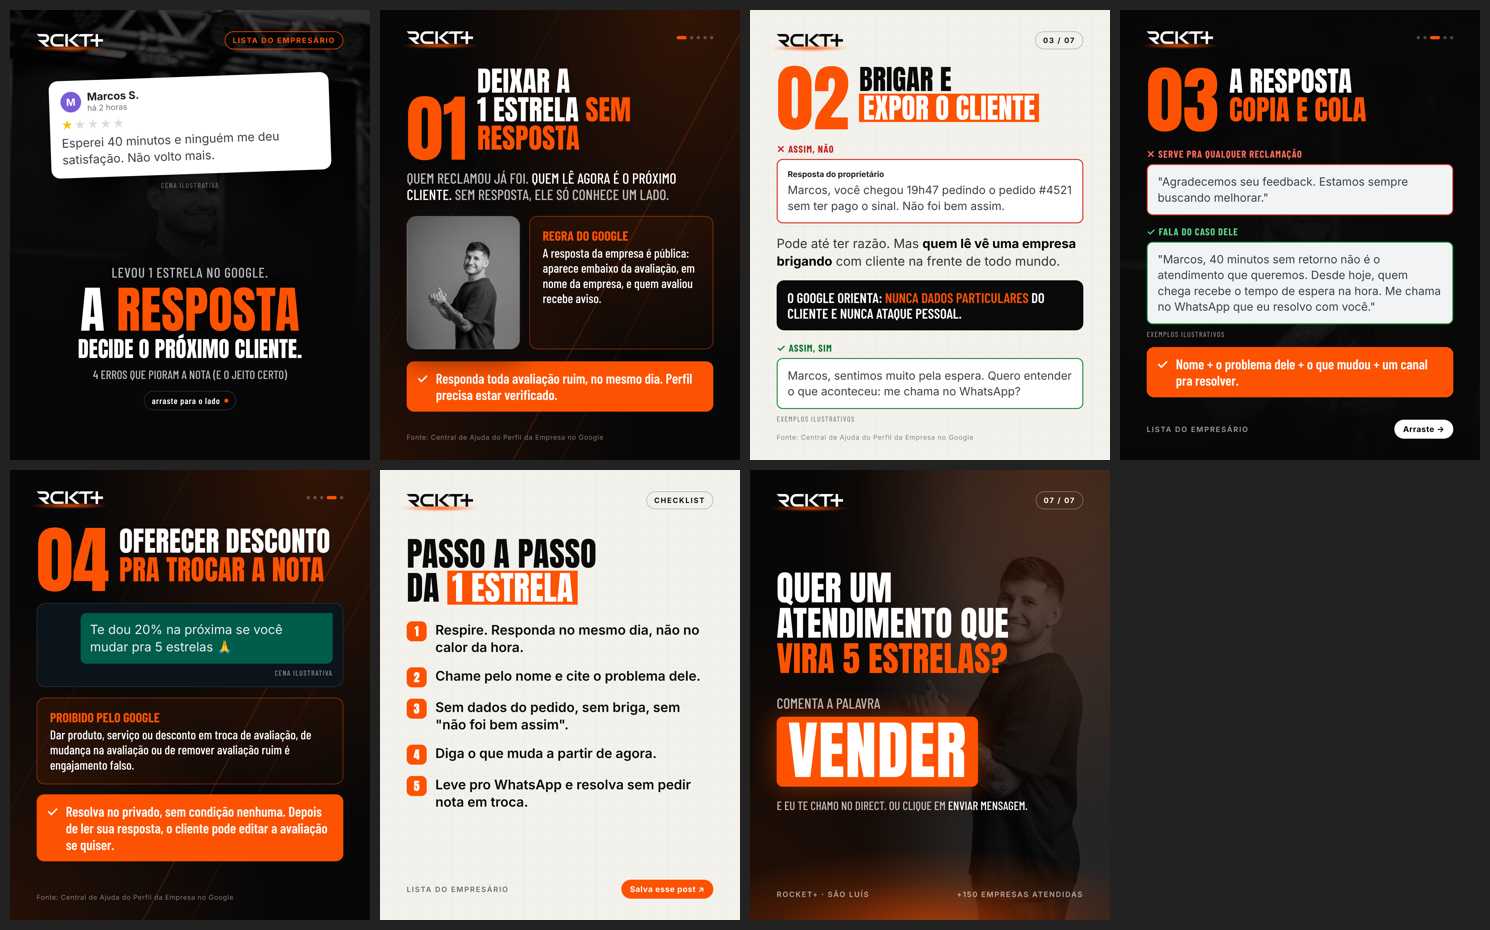 RCKT+
LISTA DO EMPRESÁRIO
M
Marcos S.
há 2 horas
Esperei 40 minutos e ninguém me deu
satisfação. Não volto mais.
CENA ILUSTRATIVA
LEVOU 1 ESTRELA NO GOOGLE.
A RESPOSTA
DECIDE O PRÓXIMO CLIENTE.
4 ERROS QUE PIORAM A NOTA (E O JEITO CERTO)
arraste para o lado
RCKT+
01
DEIXAR A
1 ESTRELA SEM
RESPOSTA
QUEM RECLAMOU JÁ FOI. QUEM LÊ AGORA É O PRÓXIMO
CLIENTE. SEM RESPOSTA, ELE SÓ CONHECE UM LADO.
REGRA DO GOOGLE
A resposta da empresa é pública:
aparece embaixo da avaliação, em
nome da empresa, e quem avaliou
recebe aviso.
✓ Responda toda avaliação ruim, no mesmo dia. Perfil
precisa estar verificado.
Fonte: Central de Ajuda do Perfil da Empresa no Google
RCKT+
03 / 07
02
BRIGAR E
EXPOR O CLIENTE
✕ ASSIM, NÃO
Resposta do proprietário
Marcos, você chegou 19h47 pedindo o pedido #4521
sem ter pago o sinal. Não foi bem assim.
Pode até ter razão. Mas quem lê vê uma empresa
brigando com cliente na frente de todo mundo.
O GOOGLE ORIENTA: NUNCA DADOS PARTICULARES DO
CLIENTE E NUNCA ATAQUE PESSOAL.
✓ ASSIM, SIM
Marcos, sentimos muito pela espera. Quero entender
o que aconteceu: me chama no WhatsApp?
EXEMPLOS ILUSTRATIVOS
Fonte: Central de Ajuda do Perfil da Empresa no Google
RCKT+
03
A RESPOSTA
COPIA E COLA
✕ SERVE PRA QUALQUER RECLAMAÇÃO
"Agradecemos seu feedback. Estamos sempre
buscando melhorar."
✓ FALA DO CASO DELE
"Marcos, 40 minutos sem retorno não é o
atendimento que queremos. Desde hoje, quem
chega recebe o tempo de espera na hora. Me chama
no WhatsApp que eu resolvo com você."
EXEMPLOS ILUSTRATIVOS
✓ Nome + o problema dele + o que mudou + um canal
pra resolver.
LISTA DO EMPRESÁRIO
Arraste →
RCKT+
04
OFERECER DESCONTO
PRA TROCAR A NOTA
Te dou 20% na próxima se você
mudar pra 5 estrelas 🙏
CENA ILUSTRATIVA
PROIBIDO PELO GOOGLE
Dar produto, serviço ou desconto em troca de avaliação, de
mudança na avaliação ou de remover avaliação ruim é
engajamento falso.
✓ Resolva no privado, sem condição nenhuma. Depois
de ler sua resposta, o cliente pode editar a avaliação
se quiser.
Fonte: Central de Ajuda do Perfil da Empresa no Google
RCKT+
CHECKLIST
PASSO A PASSO
DA 1 ESTRELA
1 Respire. Responda no mesmo dia, não no
calor da hora.
2 Chame pelo nome e cite o problema dele.
3 Sem dados do pedido, sem briga, sem
"não foi bem assim".
4 Diga o que muda a partir de agora.
5 Leve pro WhatsApp e resolva sem pedir
nota em troca.
LISTA DO EMPRESÁRIO
Salva esse post ↗
RCKT+
07 / 07
QUER UM
ATENDIMENTO QUE
VIRA 5 ESTRELAS?
COMENTA A PALAVRA
VENDER
E EU TE CHAMO NO DIRECT. OU CLIQUE EM ENVIAR MENSAGEM.
ROCKET+ · SÃO LUÍS
+150 EMPRESAS ATENDIDAS